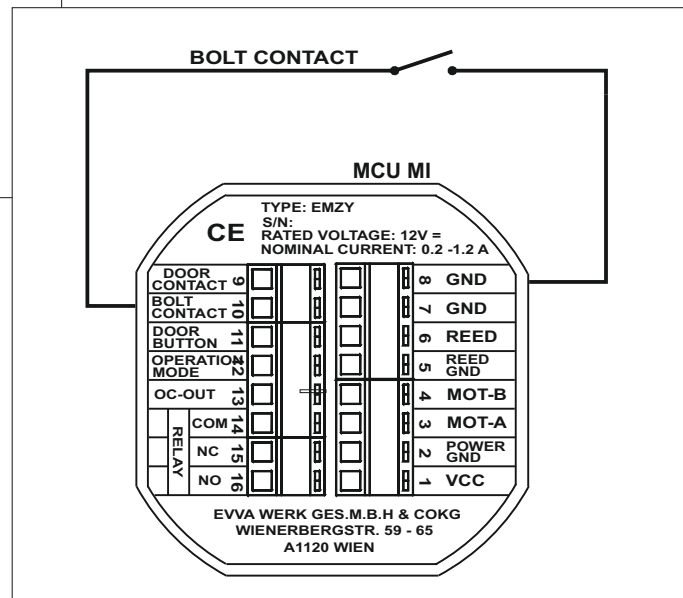 BOLT CONTACT
MCU MI
TYPE: EMZY
S/N:
CE
RATED VOLTAGE: 12V =
NOMINAL CURRENT: 0.2 -1.2 A
DOOR
CONTACT 9
BOLT
CONTACT 10
DOOR
BUTTON 11
OPERATION
MODE 12
OC-OUT 13
RELAY
COM 14
NC 15
NO 16
8 GND
7 GND
6 REED
5 REED
GND
4 MOT-B
3 MOT-A
2 POWER
GND
1 VCC
EVVA WERK GES.M.B.H & COKG
WIENERBERGSTR. 59 - 65
A1120 WIEN